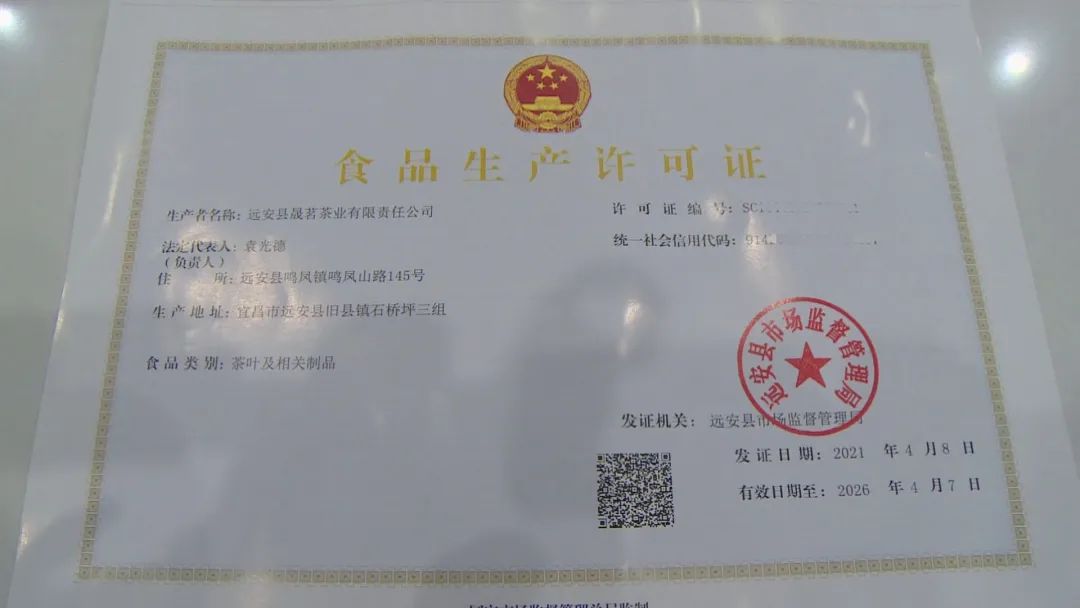 食品生产许可证
生产者名称：远安县晟茗茶业有限责任公司
许可证编号：SC
法定代表人：袁光德
（负责人）
统一社会信用代码：914
住所：远安县鸣凤镇鸣凤山路145号
生产地址：宜昌市远安县旧县镇石桥坪三组
食品类别：茶叶及相关制品
远安县市场监督管理局
发证机关：远安县市场监督管理局
发证日期：2021 年 4 月 8 日
有效日期至：2026 年 4 月 7 日